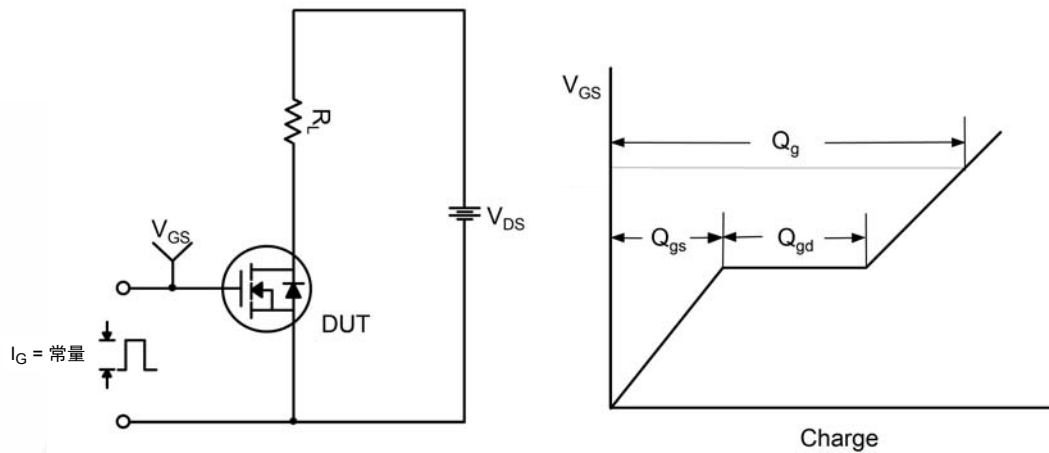 R_L
V_DS
V_GS
DUT
I_G = 常量
V_GS
Q_g
Q_gs
Q_gd
Charge